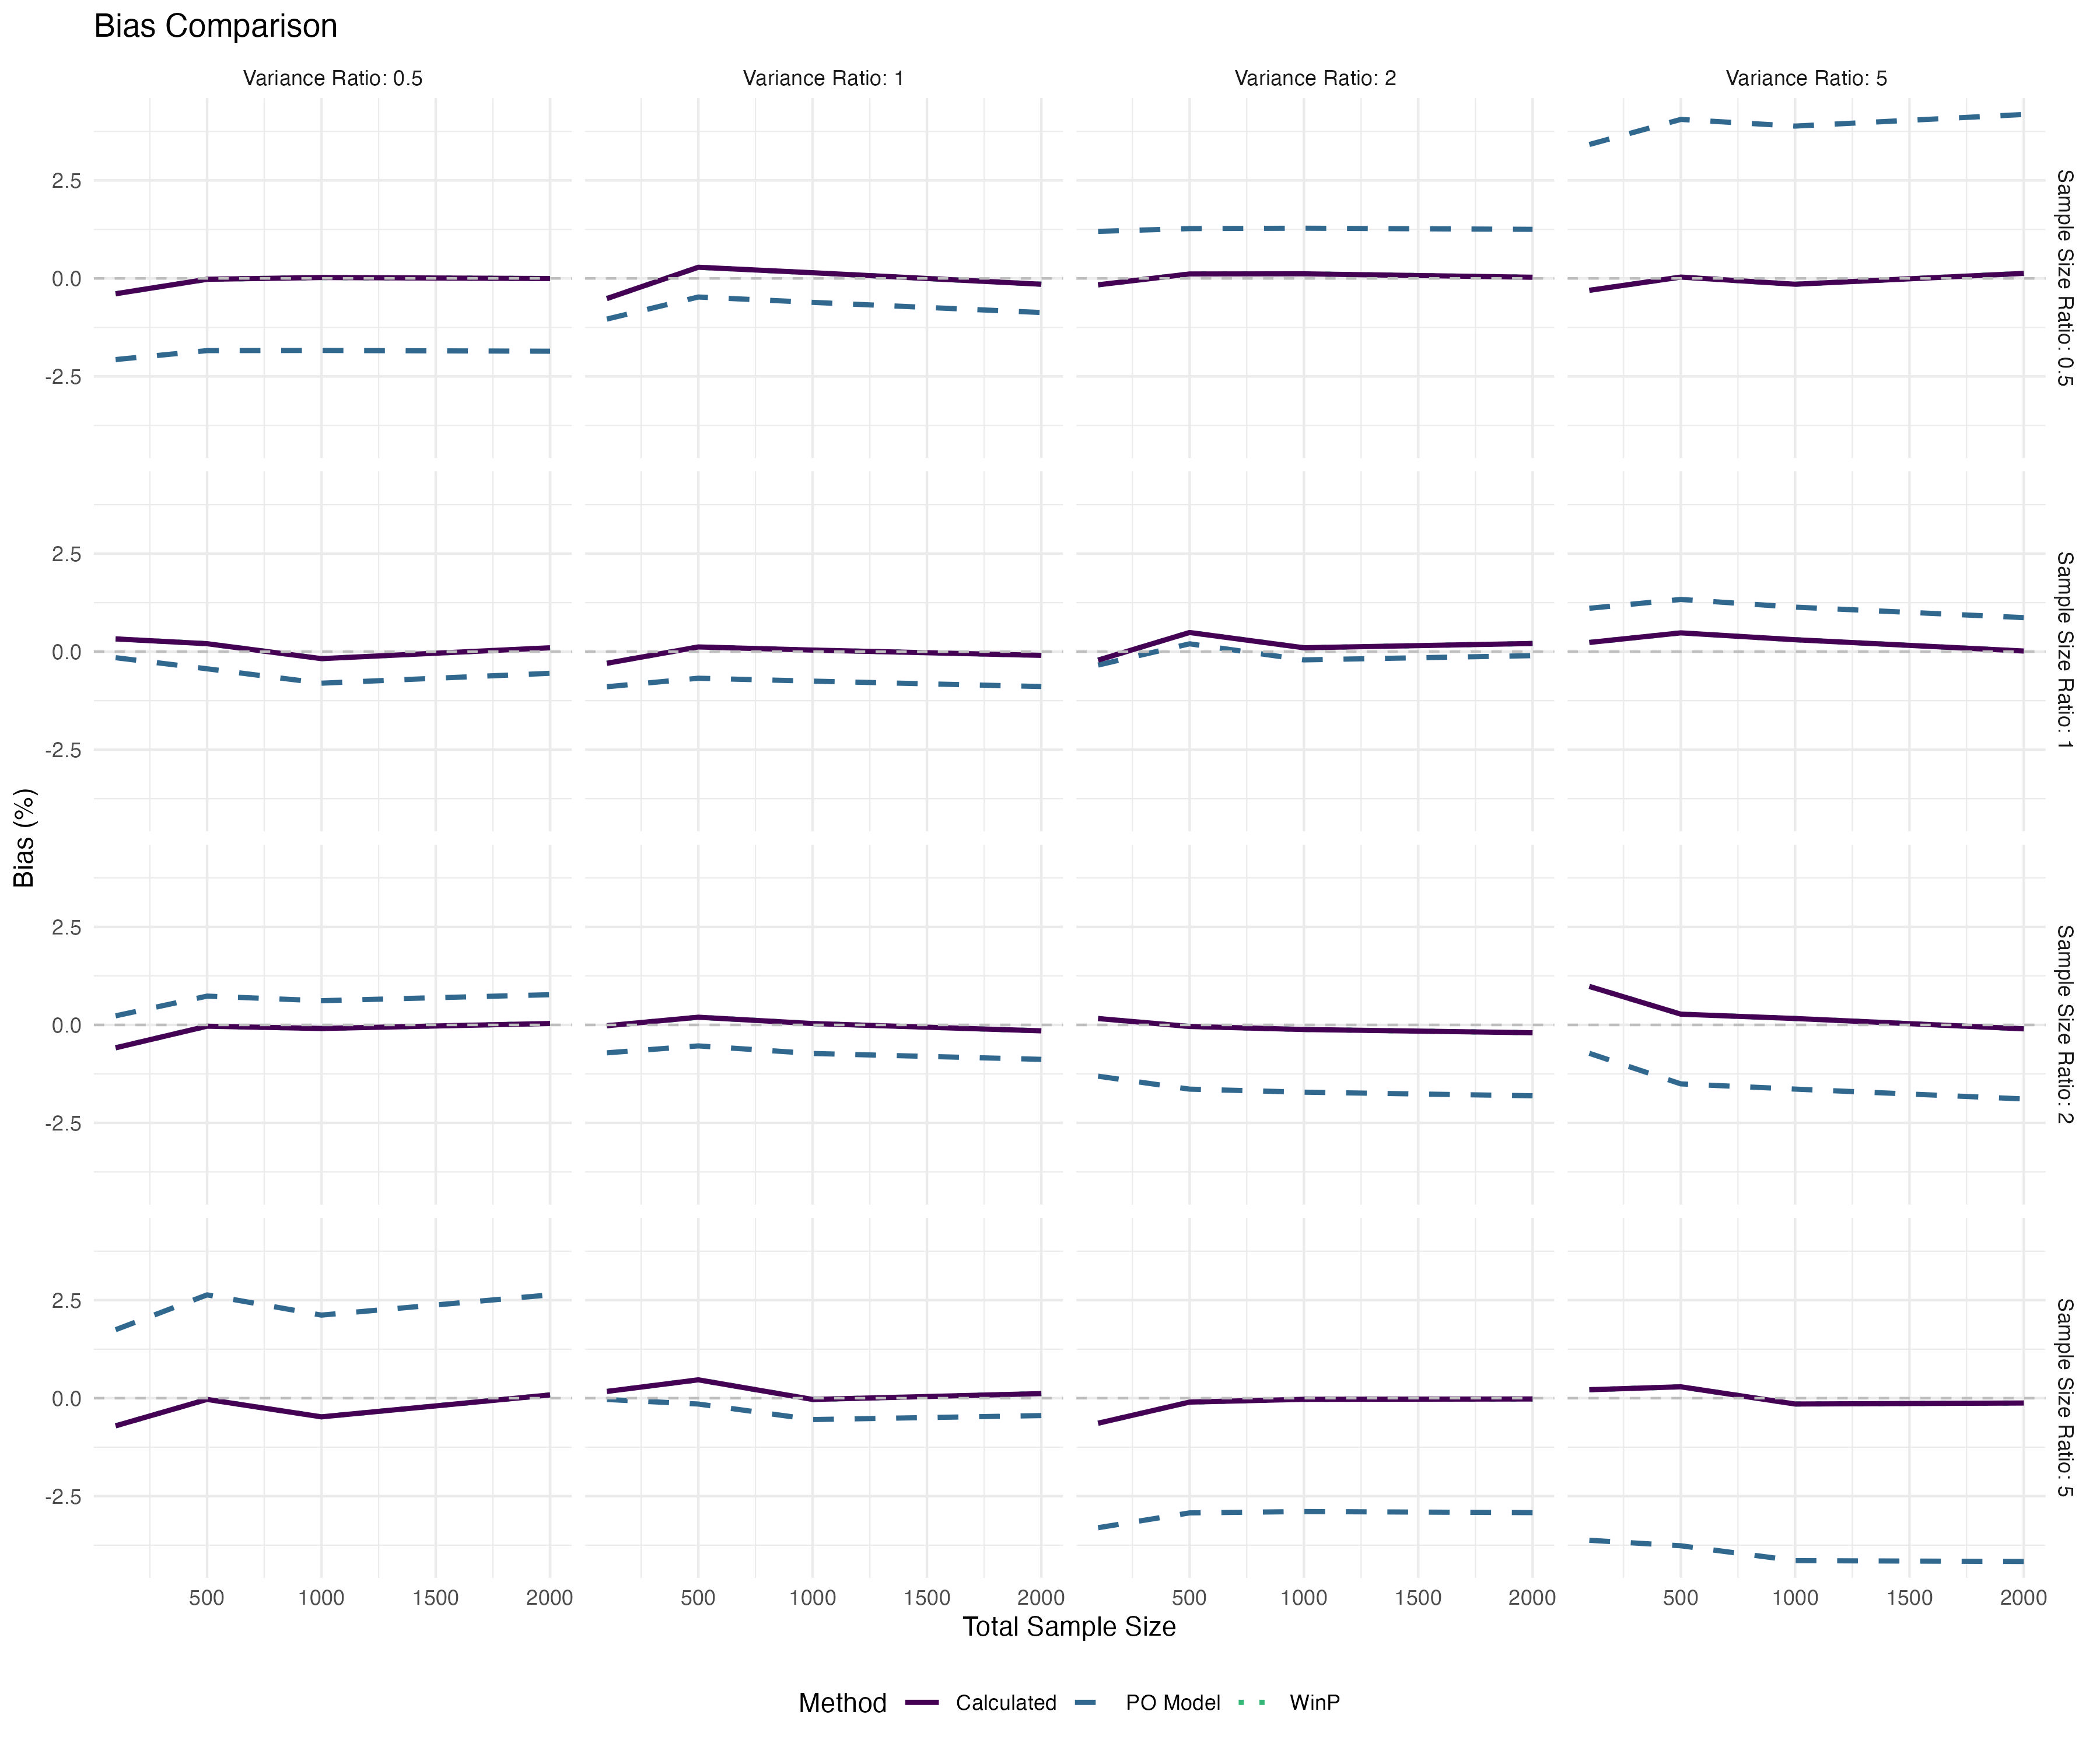 Bias Comparison
Variance Ratio: 0.5
Variance Ratio: 1
Variance Ratio: 2
Variance Ratio: 5
2.5
0.0
-2.5
Sample Size Ratio: 0.5
2.5
0.0
-2.5
Sample Size Ratio: 1
Bias (%)
2.5
0.0
-2.5
Sample Size Ratio: 2
2.5
0.0
-2.5
Sample Size Ratio: 5
500 1000 1500 2000
500 1000 1500 2000
500 1000 1500 2000
500 1000 1500 2000
Total Sample Size
Method Calculated PO Model WinP